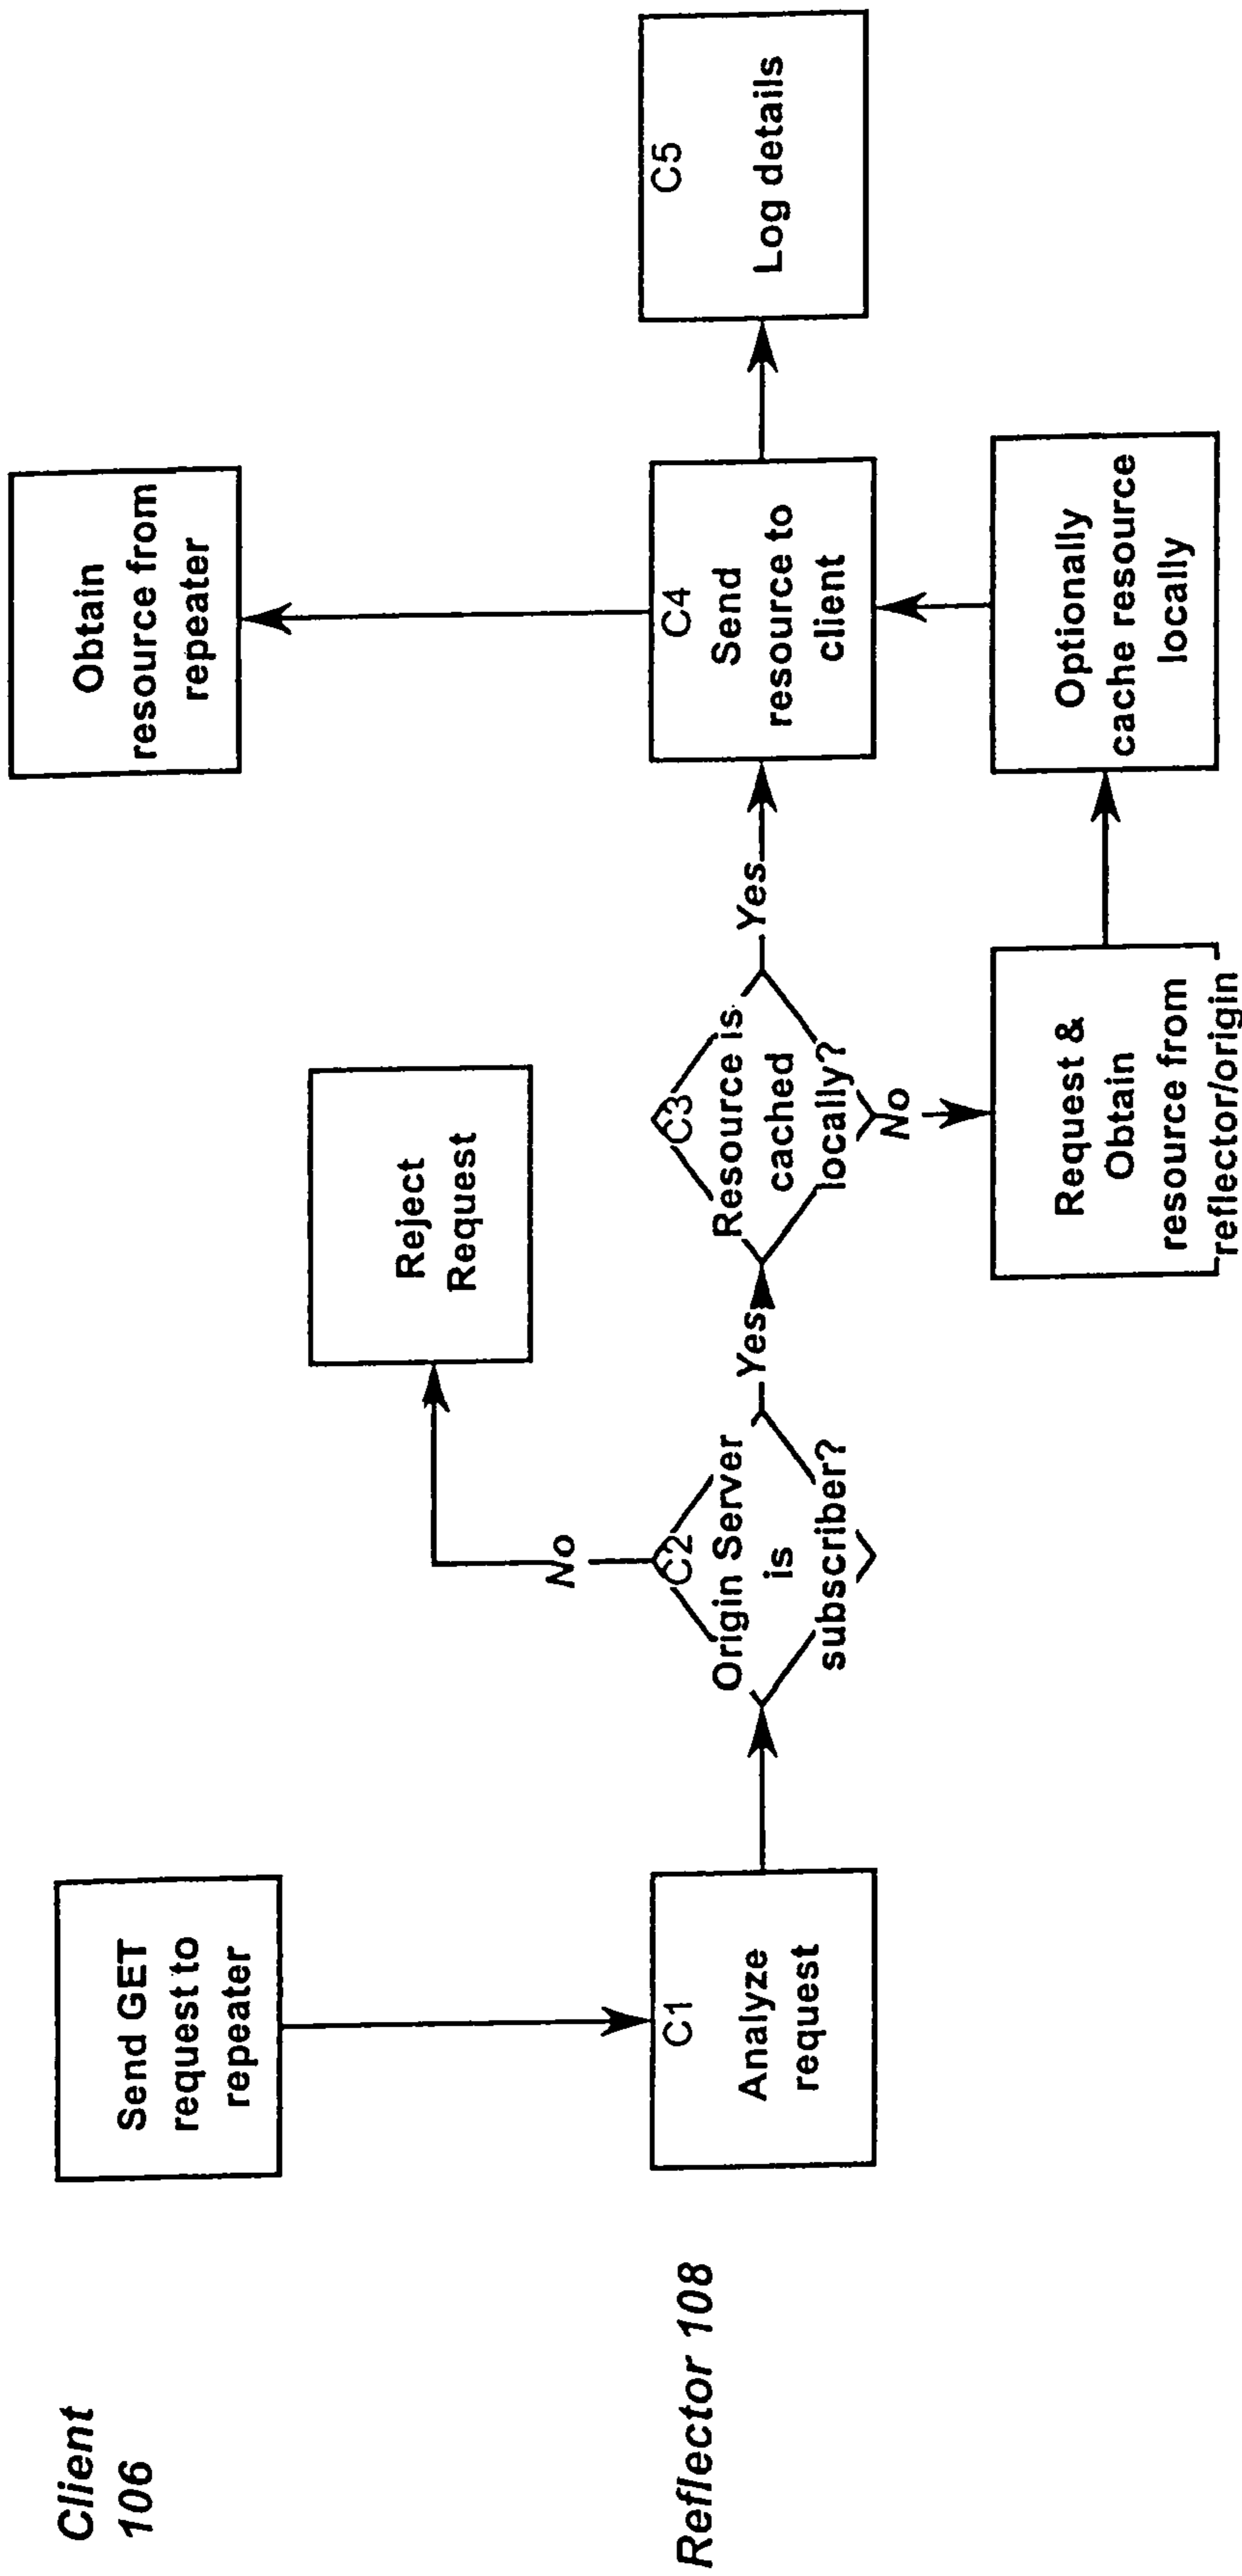 Client
106
Send GET
request to
repeater
Obtain
resource from
repeater
Reject
Request
No
Reflector 108
C1
Analyze
request
C2
Origin Server
is
subscriber?
Yes
C3
Resource is
cached
locally?
Yes
C4
Send
resource to
client
C5
Log details
No
Request &
Obtain
resource from
reflector/origin
Optionally
cache resource
locally